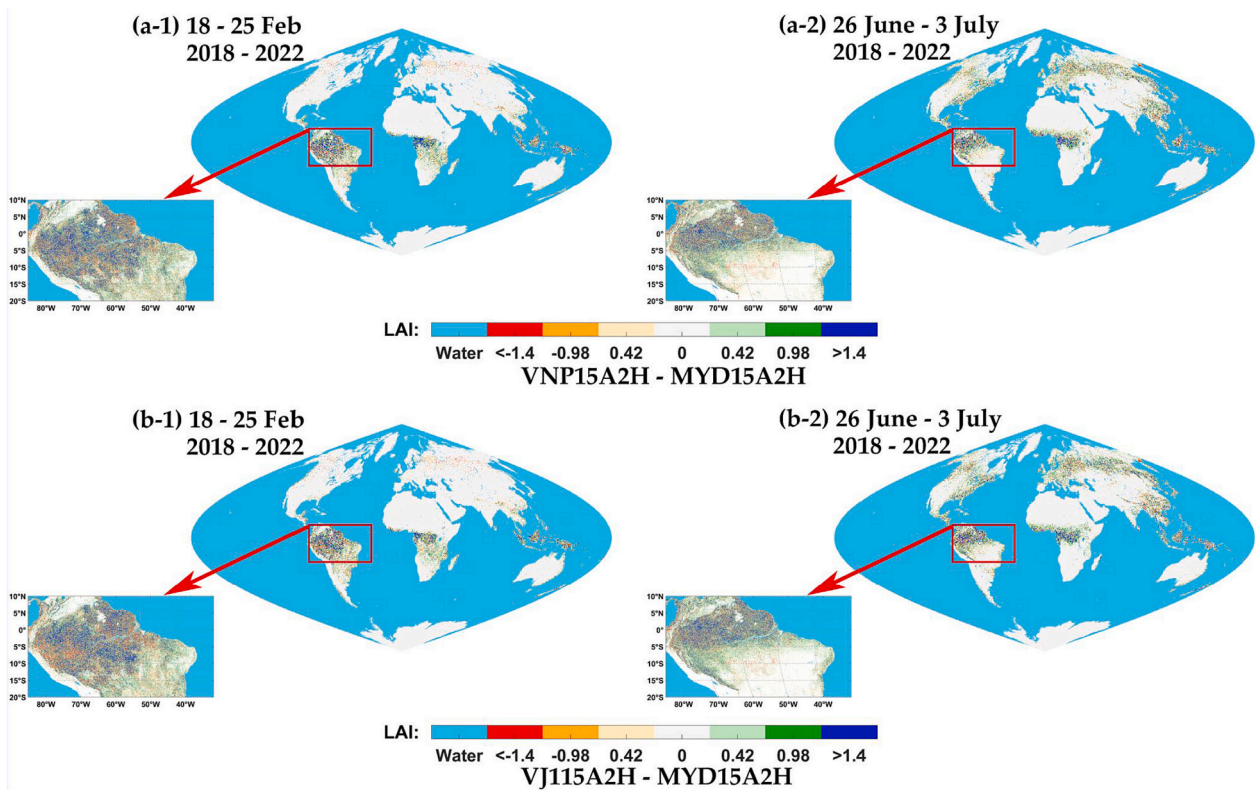 (a-1) 18 - 25 Feb
2018 - 2022
(a-2) 26 June - 3 July
2018 - 2022
10°N
5°N
0°
5°S
10°S
15°S
20°S
80°W 70°W 60°W 50°W 40°W
10°N
5°N
0°
5°S
10°S
15°S
20°S
80°W 70°W 60°W 50°W 40°W
LAI:
Water <-1.4 -0.98 0.42 0 0.42 0.98 >1.4
VNP15A2H - MYD15A2H
(b-1) 18 - 25 Feb
2018 - 2022
(b-2) 26 June - 3 July
2018 - 2022
10°N
5°N
0°
5°S
10°S
15°S
20°S
80°W 70°W 60°W 50°W 40°W
10°N
5°N
0°
5°S
10°S
15°S
20°S
80°W 70°W 60°W 50°W 40°W
LAI:
Water <-1.4 -0.98 0.42 0 0.42 0.98 >1.4
VJ115A2H - MYD15A2H